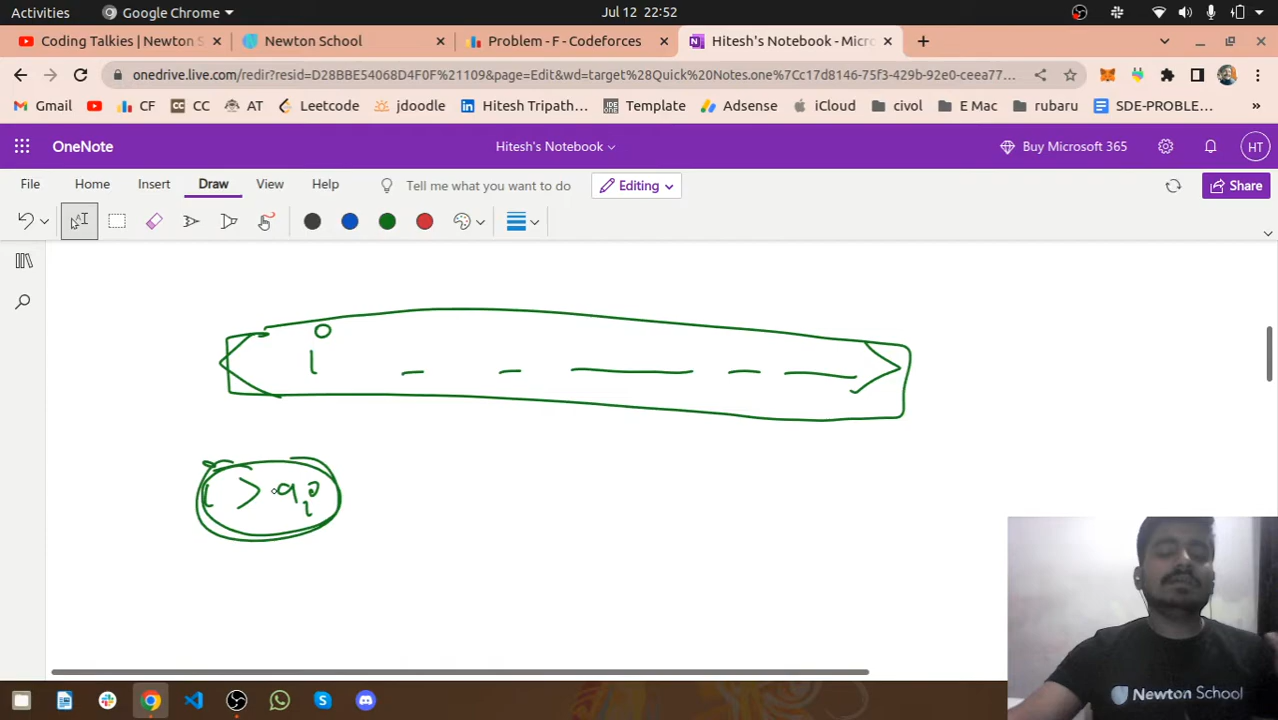 Activities Google Chrome Jul 12 22:52
Coding Talkies | Newton S Newton School Problem - F - Codeforces Hitesh's Notebook - Micro
onedrive.live.com/redir?resid=D28BBE54068D4F0F%21109&page=Edit&wd=target%28Quick%20Notes.one%7Cc17d8146-75f3-429b-92e0-ceea77...
Gmail CF CC AT Leetcode jdoodle Hitesh Tripath... Template Adsense iCloud civol E Mac rubaru SDE-PROBLE...
OneNote Hitesh's Notebook Buy Microsoft 365 HT
File Home Insert Draw View Help Tell me what you want to do Editing Share
i > ai
Newton School